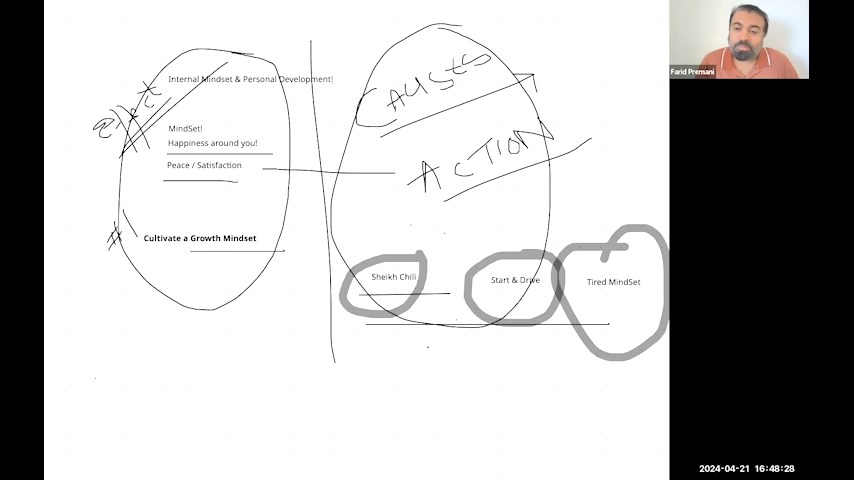 Internal Mindset & Personal Development!
MindSet!
Happiness around you!
Peace / Satisfaction
Cultivate a Growth Mindset
CAUSES
ACTION
Sheikh Chili
Start & Drive
Tired MindSet
Farid Premani
2024-04-21 16:48:28